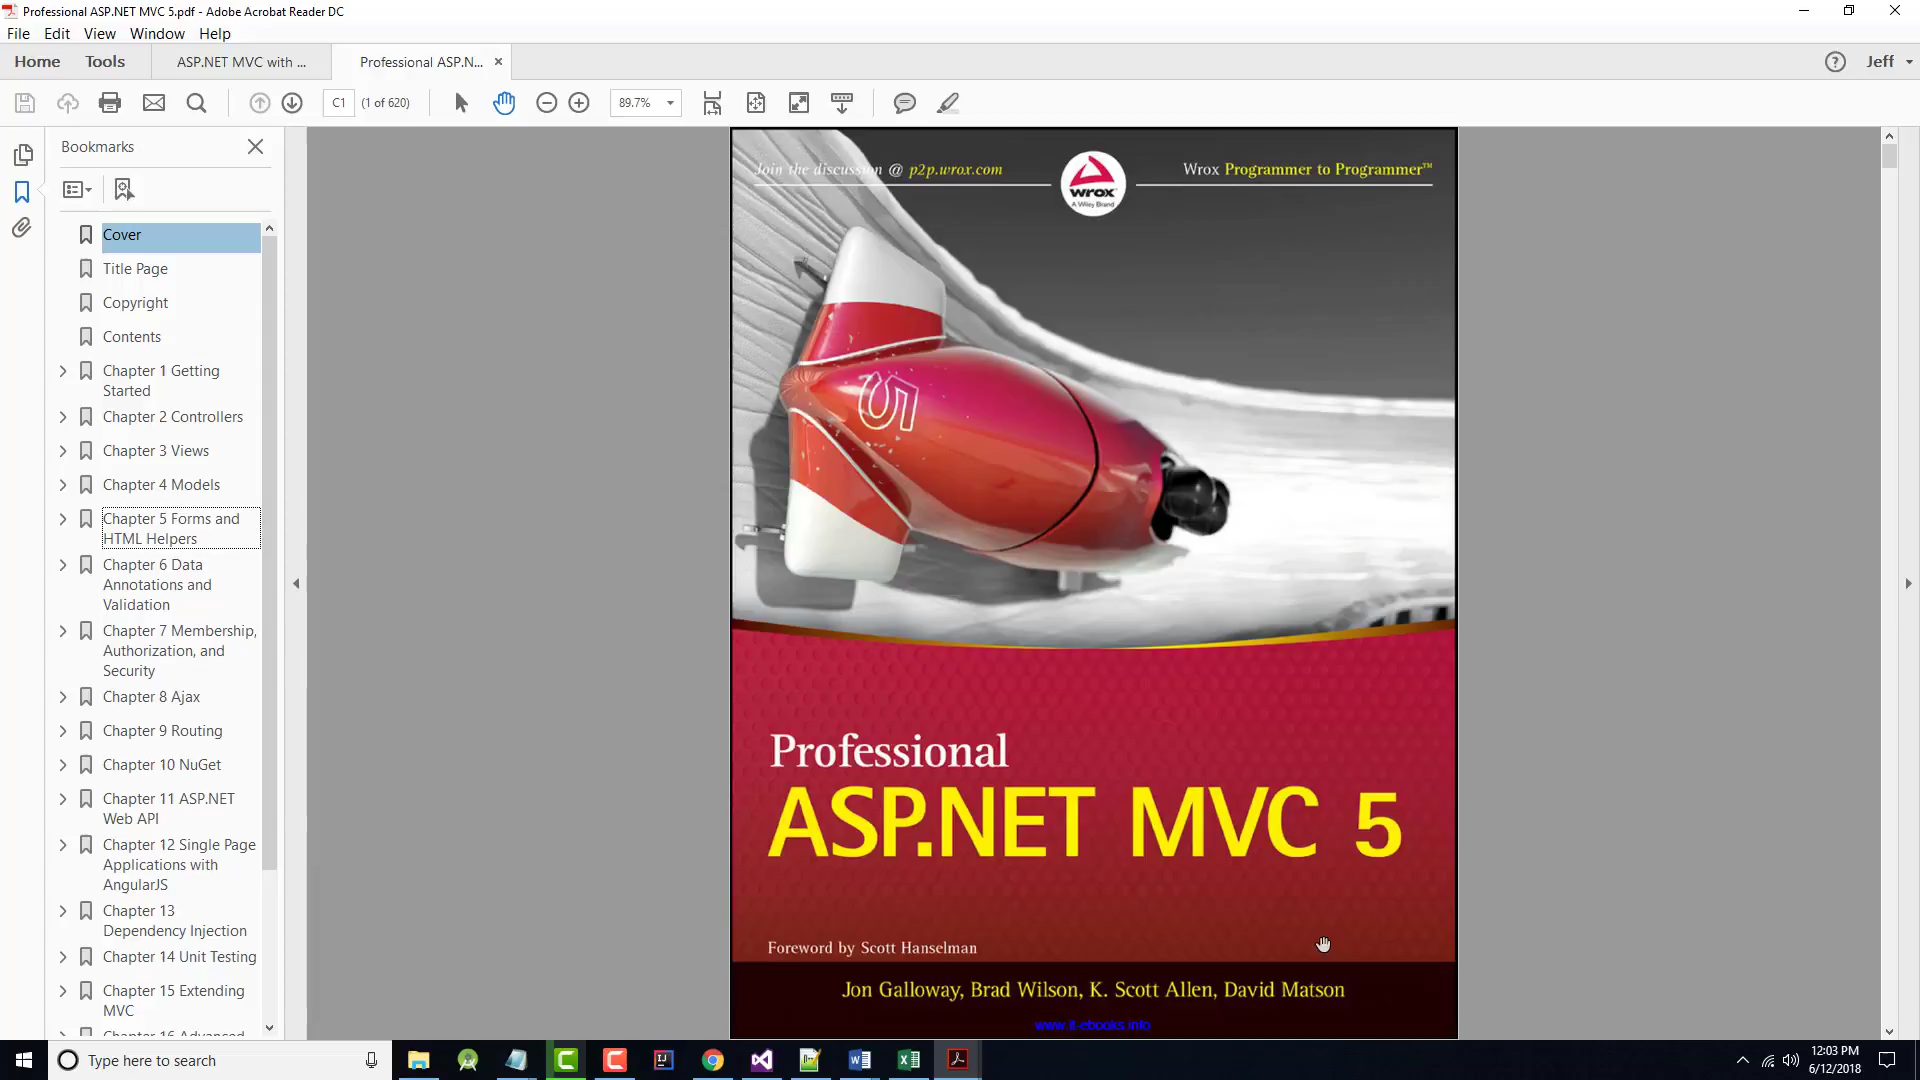 Professional ASP.NET MVC 5.pdf - Adobe Acrobat Reader DC
File Edit View Window Help
Home Tools ASP.NET MVC with ... Professional ASP.N... Jeff
C1 (1 of 620) 89.7%
Bookmarks
Cover
Title Page
Copyright
Contents
Chapter 1 Getting
Started
Chapter 2 Controllers
Chapter 3 Views
Chapter 4 Models
Chapter 5 Forms and
HTML Helpers
Chapter 6 Data
Annotations and
Validation
Chapter 7 Membership,
Authorization, and
Security
Chapter 8 Ajax
Chapter 9 Routing
Chapter 10 NuGet
Chapter 11 ASP.NET
Web API
Chapter 12 Single Page
Applications with
AngularJS
Chapter 13
Dependency Injection
Chapter 14 Unit Testing
Chapter 15 Extending
MVC
Chapter 16 Advanced
Join the discussion @ p2p.wrox.com
wrox
A Wiley Brand
Wrox Programmer to Programmer™
5
Professional
ASP.NET MVC 5
Foreword by Scott Hanselman
Jon Galloway, Brad Wilson, K. Scott Allen, David Matson
www.it-ebooks.info
Type here to search
12:03 PM
6/12/2018